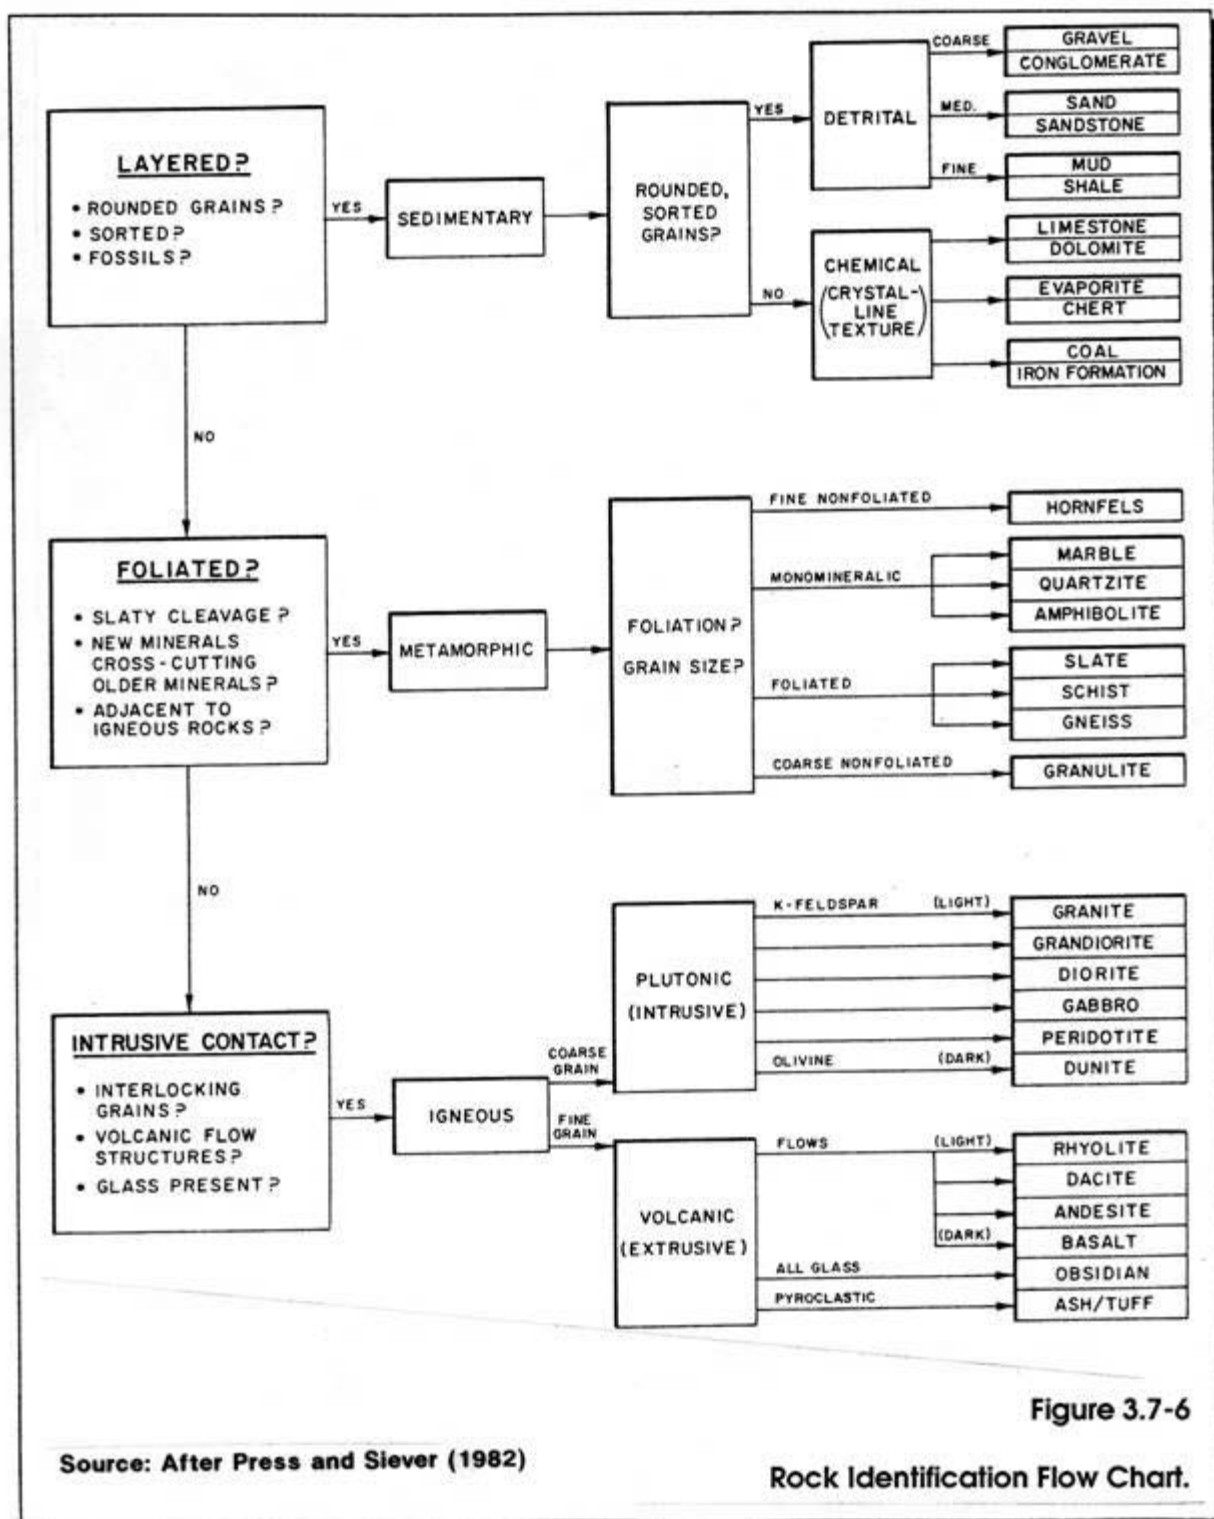 LAYERED?
• ROUNDED GRAINS?
• SORTED?
• FOSSILS?
YES
SEDIMENTARY
ROUNDED,
SORTED
GRAINS?
YES
DETRITAL
COARSE
GRAVEL
CONGLOMERATE
MED.
SAND
SANDSTONE
FINE
MUD
SHALE
NO
CHEMICAL
(CRYSTAL-
LINE
TEXTURE)
LIMESTONE
DOLOMITE
EVAPORITE
CHERT
COAL
IRON FORMATION
NO
FOLIATED?
• SLATY CLEAVAGE?
• NEW MINERALS
CROSS-CUTTING
OLDER MINERALS?
• ADJACENT TO
IGNEOUS ROCKS?
YES
METAMORPHIC
FOLIATION?
GRAIN SIZE?
FINE NONFOLIATED
HORNFELS
MONOMINERALIC
MARBLE
QUARTZITE
AMPHIBOLITE
FOLIATED
SLATE
SCHIST
GNEISS
COARSE NONFOLIATED
GRANULITE
NO
INTRUSIVE CONTACT?
• INTERLOCKING
GRAINS?
• VOLCANIC FLOW
STRUCTURES?
• GLASS PRESENT?
YES
IGNEOUS
COARSE
GRAIN
PLUTONIC
(INTRUSIVE)
K-FELDSPAR (LIGHT)
GRANITE
GRANDIORITE
DIORITE
GABBRO
PERIDOTITE
OLIVINE (DARK)
DUNITE
FINE
GRAIN
VOLCANIC
(EXTRUSIVE)
FLOWS (LIGHT)
RHYOLITE
DACITE
ANDESITE
(DARK)
BASALT
ALL GLASS
OBSIDIAN
PYROCLASTIC
ASH/TUFF
Figure 3.7-6
Source: After Press and Siever (1982)
Rock Identification Flow Chart.